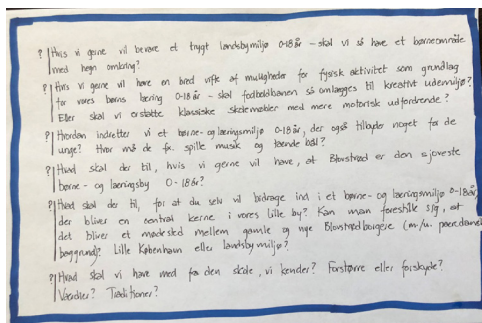 ? Hvis vi gerne vil bevare et trygt landsbymiljø 0-18 år - skal vi så have et børneområde
med hegn omkring?
? Hvis vi gerne vil have en bred vifte af muligheder for fysisk aktivitet som grundlag
for vores børns læring 0-18 år - skal fodboldbanen så omlægges til kreativt udemiljø?
Eller skal vi erstatte klassiske skolemøbler med mere motorisk udfordrende?
? Hvordan indretter vi et børne- og læringsmiljø 0-18 år, der også tilbyder noget for de
unge? Hvor må de fx. spille musik og tænde bål?
? Hvad skal der til, hvis vi gerne vil have, at Blovstrød er den sjoveste
børne- og læringsby 0-18 år?
? Hvad skal der til, for at du selv vil bidrage ind i et børne- og læringsmiljø 0-18 år
der bliver en central kerne i vores lille by? Kan man forestille sig, at
det bliver et mødested mellem gamle og nye Blovstrødborgere (m/u.
baggrund)? Lille København eller landsbymiljø?
? Hvad skal vi have med fra den skole, vi kender? Forstørre eller forskyde?
Værdier? Traditioner?